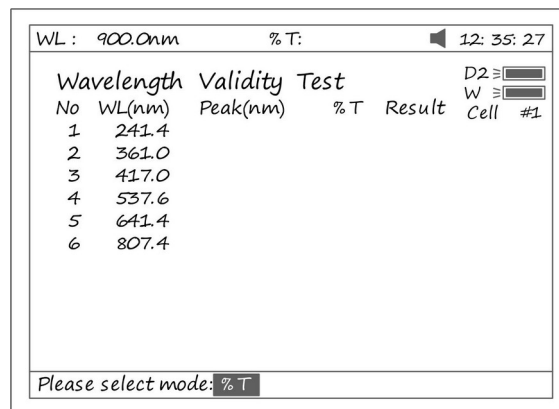 WL: 900.0nm %T: 12: 35: 27
Wavelength Validity Test D2
W
No WL(nm) Peak(nm) %T Result Cell #1
1 241.4
2 361.0
3 417.0
4 537.6
5 641.4
6 807.4
Please select mode: %T